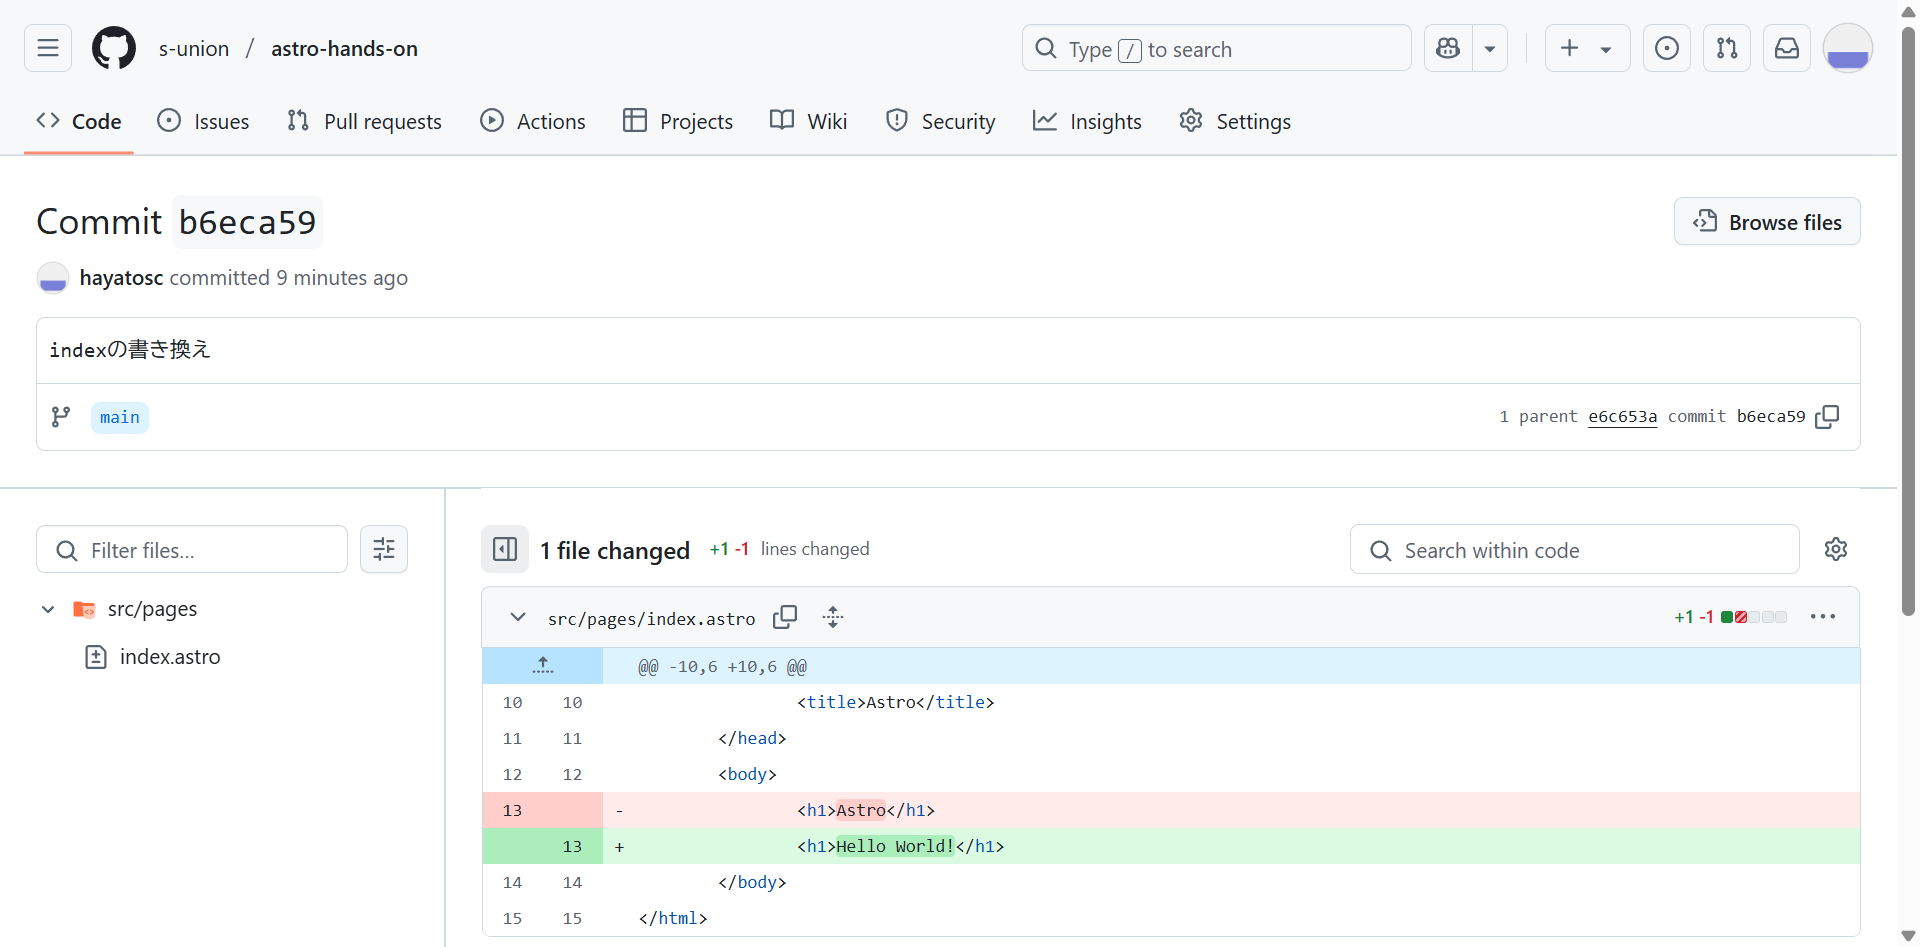 s-union / astro-hands-on
Type / to search
Code Issues Pull requests Actions Projects Wiki Security Insights Settings
Commit b6eca59
Browse files
hayatosc committed 9 minutes ago
indexの書き換え
main
1 parent e6c653a commit b6eca59
Filter files...
src/pages
index.astro
1 file changed +1 -1 lines changed
Search within code
src/pages/index.astro
+1 -1
@@ -10,6 +10,6 @@
10 10 <title>Astro</title>
11 11 </head>
12 12 <body>
13 - <h1>Astro</h1>
13 + <h1>Hello World!</h1>
14 14 </body>
15 15 </html>